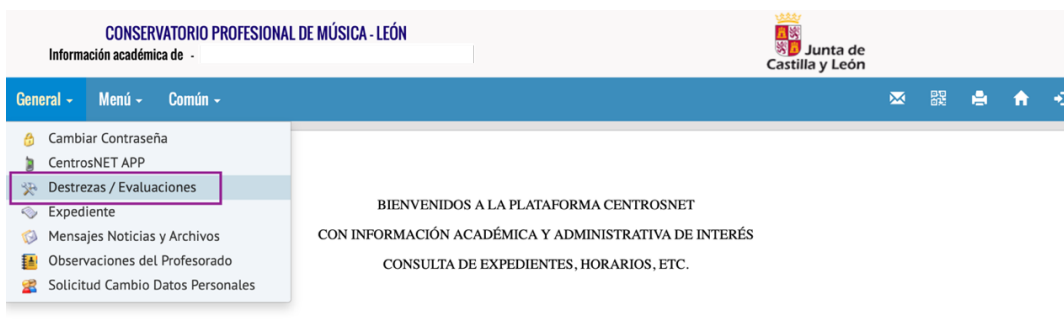 CONSERVATORIO PROFESIONAL DE MÚSICA - LEÓN
Información académica de -
Junta de
Castilla y León
General Menú Común
Cambiar Contraseña
CentrosNET APP
Destrezas / Evaluaciones
Expediente
Mensajes Noticias y Archivos
Observaciones del Profesorado
Solicitud Cambio Datos Personales
BIENVENIDOS A LA PLATAFORMA CENTROSNET
CON INFORMACIÓN ACADÉMICA Y ADMINISTRATIVA DE INTERÉS
CONSULTA DE EXPEDIENTES, HORARIOS, ETC.